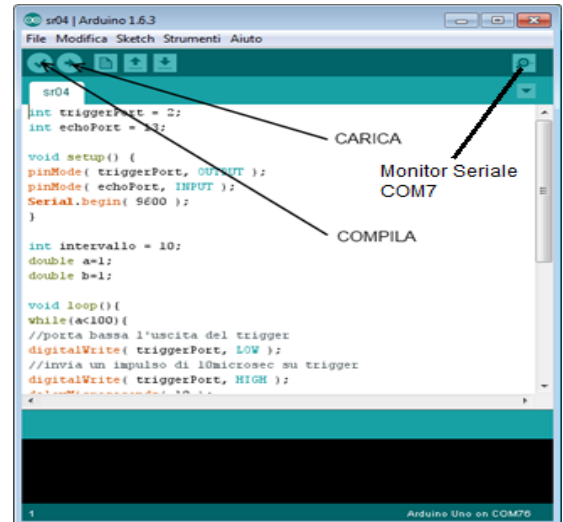 sr04 | Arduino 1.6.3
File Modifica Sketch Strumenti Aiuto
sr04
int triggerPort = 2;
int echoPort = 13;
CARICA
void setup() {
pinMode( triggerPort, OUTPUT );
Monitor Seriale
pinMode( echoPort, INPUT );
COM7
Serial.begin( 9600 );
}
COMPILA
int intervallo = 10;
double a=1;
double b=1;
void loop(){
while(a<100){
//porta bassa l'uscita del trigger
digitalWrite( triggerPort, LOW );
//invia un impulso di 10microsec su trigger
digitalWrite( triggerPort, HIGH );
1
Arduino Uno on COM76